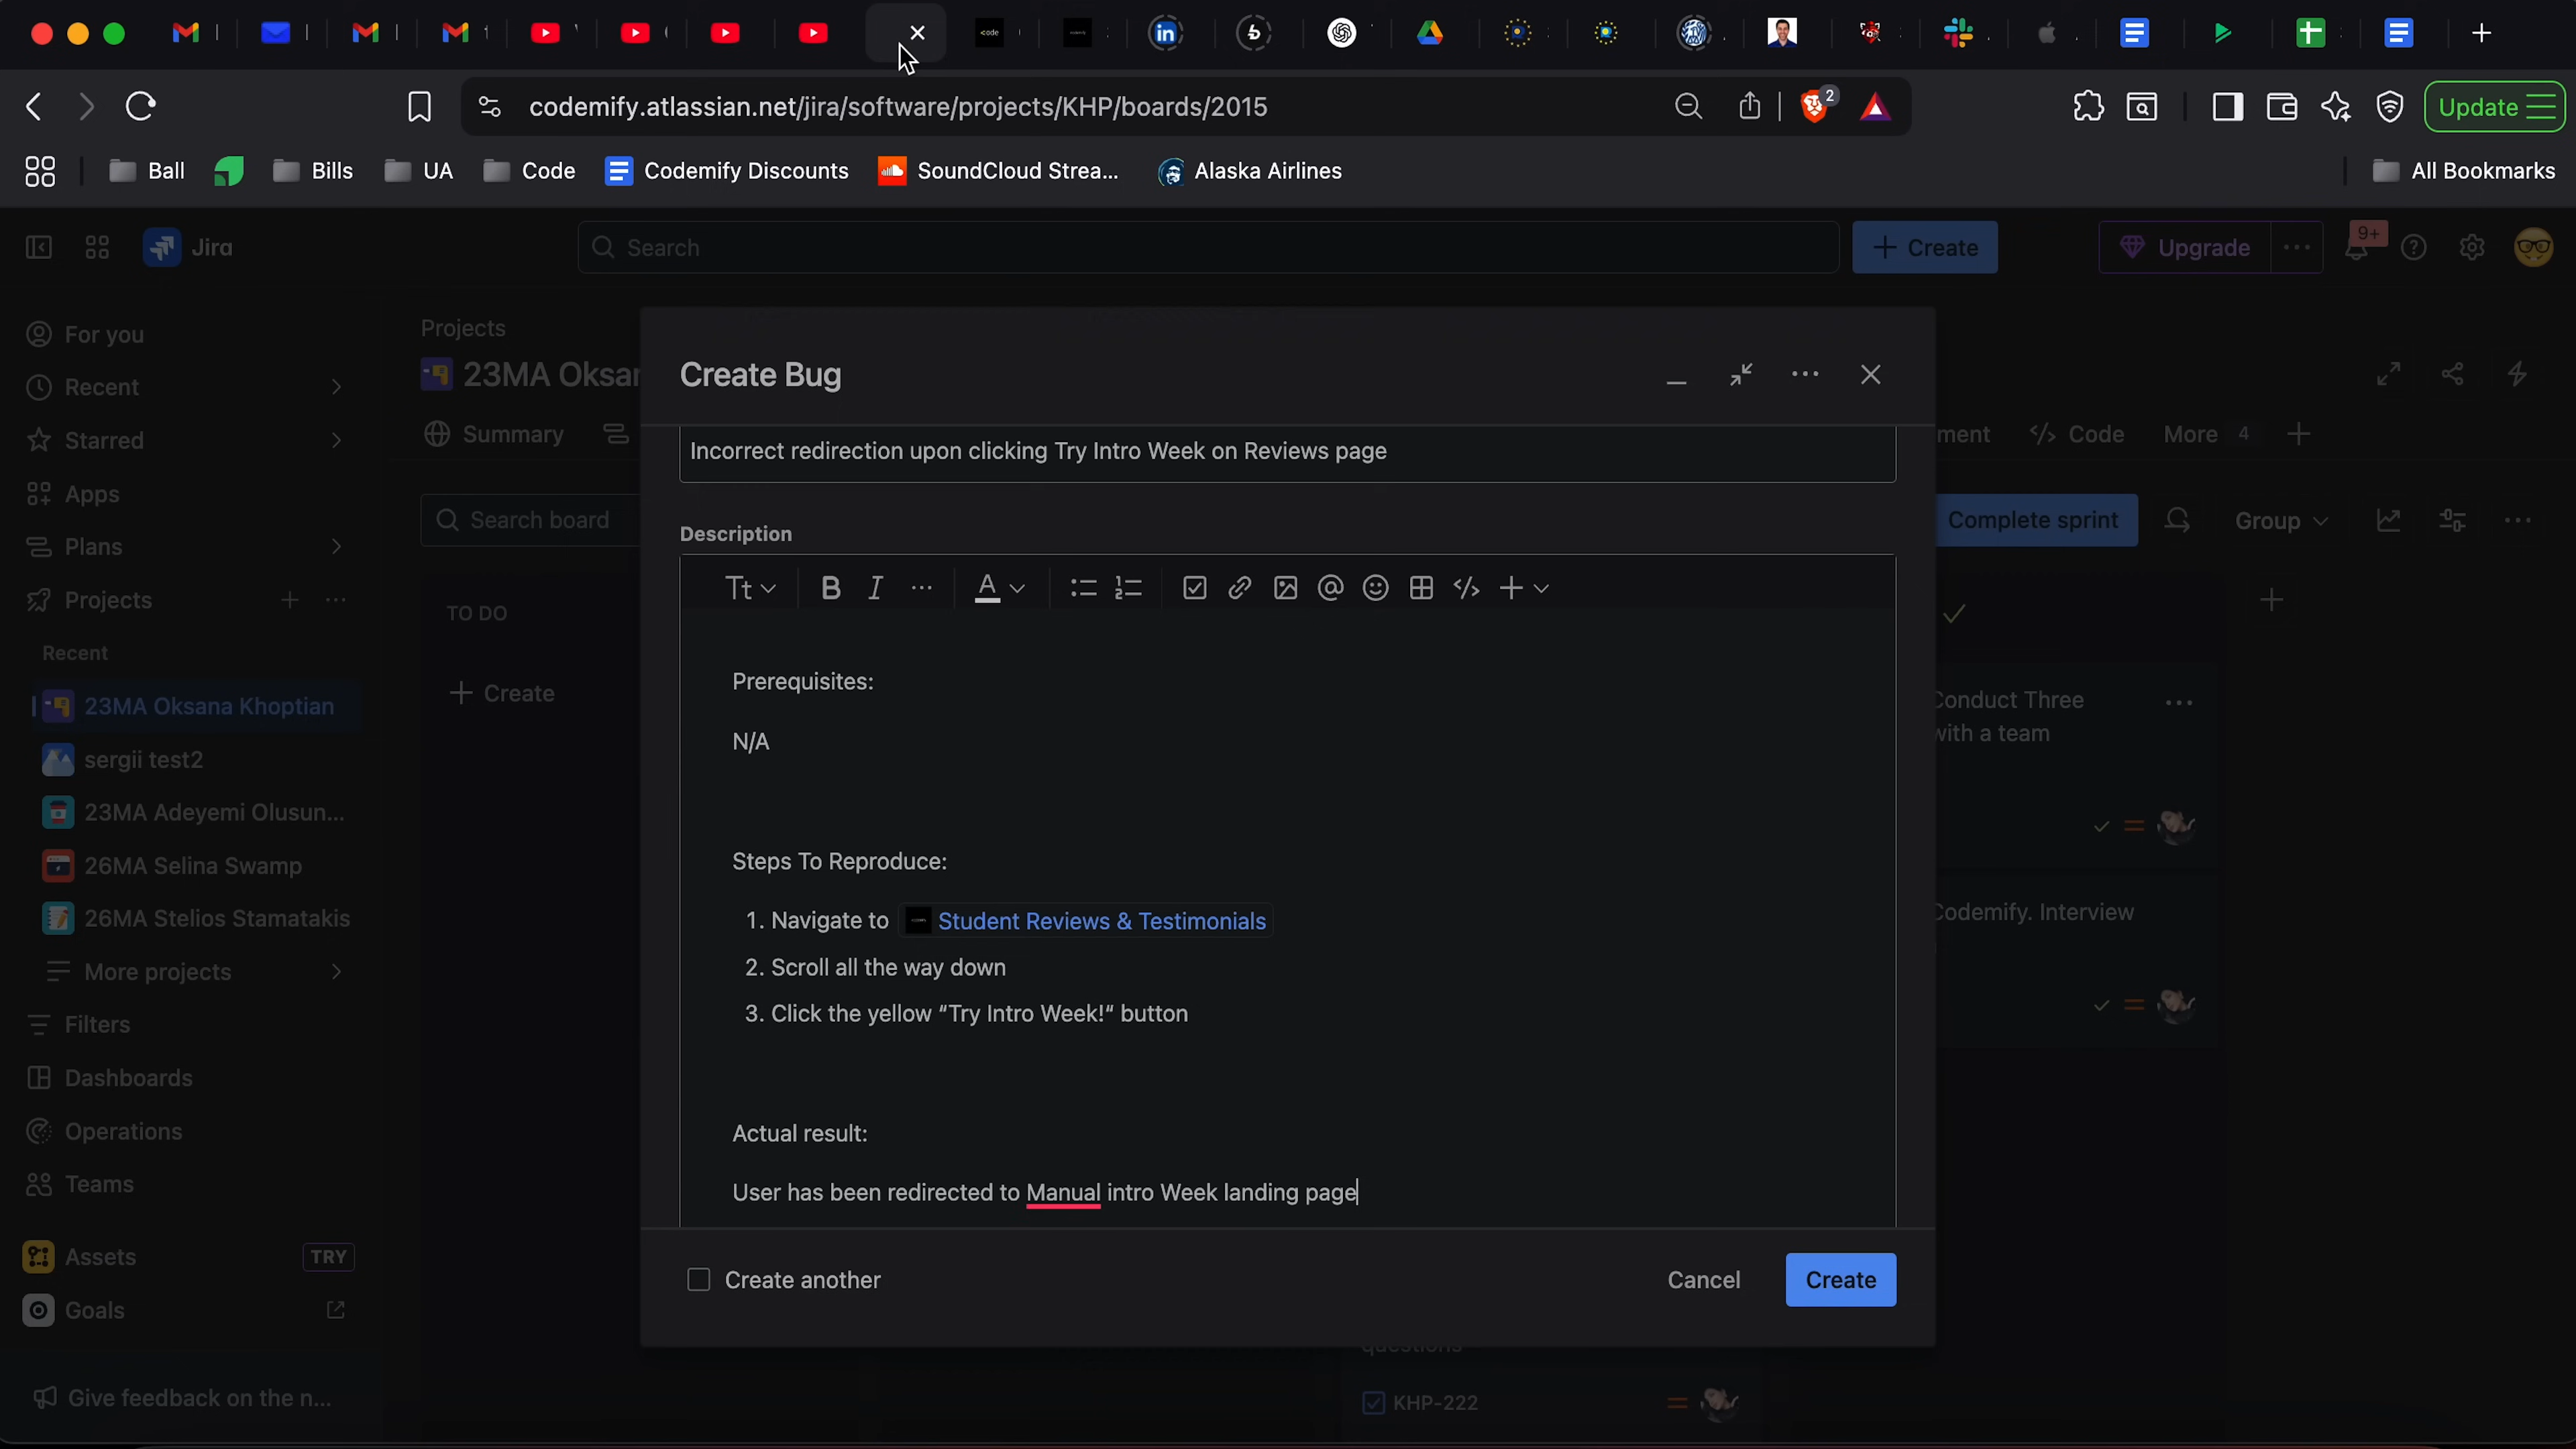 codemify.atlassian.net/jira/software/projects/KHP/boards/2015
2
Update
Ball
Bills
UA
Code
Codemify Discounts
SoundCloud Strea...
Alaska Airlines
All Bookmarks
Jira
Search
+ Create
Upgrade
9+
For you
Recent
Starred
Apps
Plans
Projects
Recent
23MA Oksana Khoptian
sergii test2
23MA Adeyemi Olusun...
26MA Selina Swamp
26MA Stelios Stamatakis
More projects
Filters
Dashboards
Operations
Teams
Assets TRY
Goals
Give feedback on the n...
Projects
23MA Oksan
Summary
Code
More 4
Search board
Complete sprint
Group
TO DO
+ Create
Conduct Three
with a team
Codemify. Interview
questions
KHP-222
Create Bug
Incorrect redirection upon clicking Try Intro Week on Reviews page
Description
Tt B I A
Prerequisites:
N/A
Steps To Reproduce:
1. Navigate to Student Reviews & Testimonials
2. Scroll all the way down
3. Click the yellow “Try Intro Week!“ button
Actual result:
User has been redirected to Manual intro Week landing page
Create another
Cancel
Create